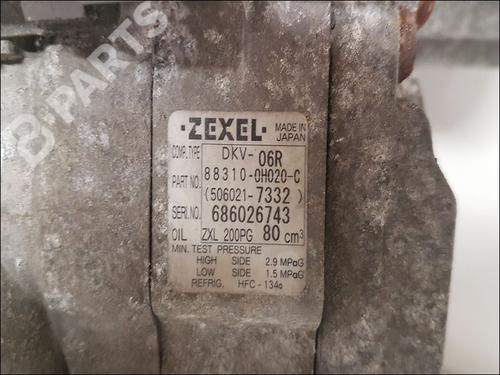 B-PARTS
·ZEXEL·
MADE IN
JAPAN
COMP. TYPE DKV-06R
PART NO. 88310-0H020-C
(506021-7332 )
SERI.NO. 686026743
OIL ZXL 200PG 80 cm³
MIN. TEST PRESSURE
HIGH SIDE 2.9 MPaG
LOW SIDE 1.5 MPaG
REFRIG. HFC-134a